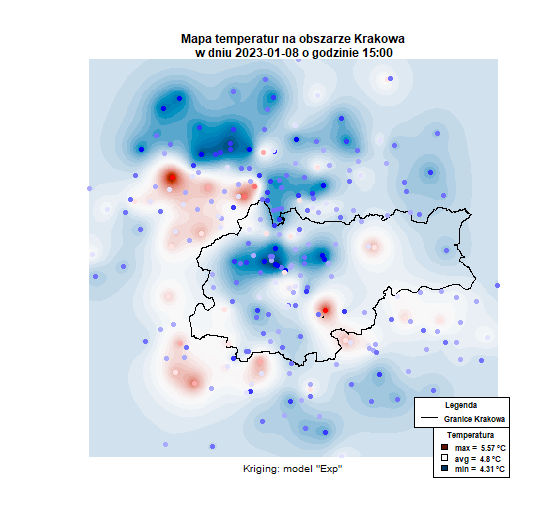 Mapa temperatur na obszarze Krakowa
w dniu 2023-01-08 o godzinie 15:00
Legenda
Granice Krakowa
Temperatura
max = 5.57 °C
avg = 4.8 °C
min = 4.31 °C
Kriging: model "Exp"